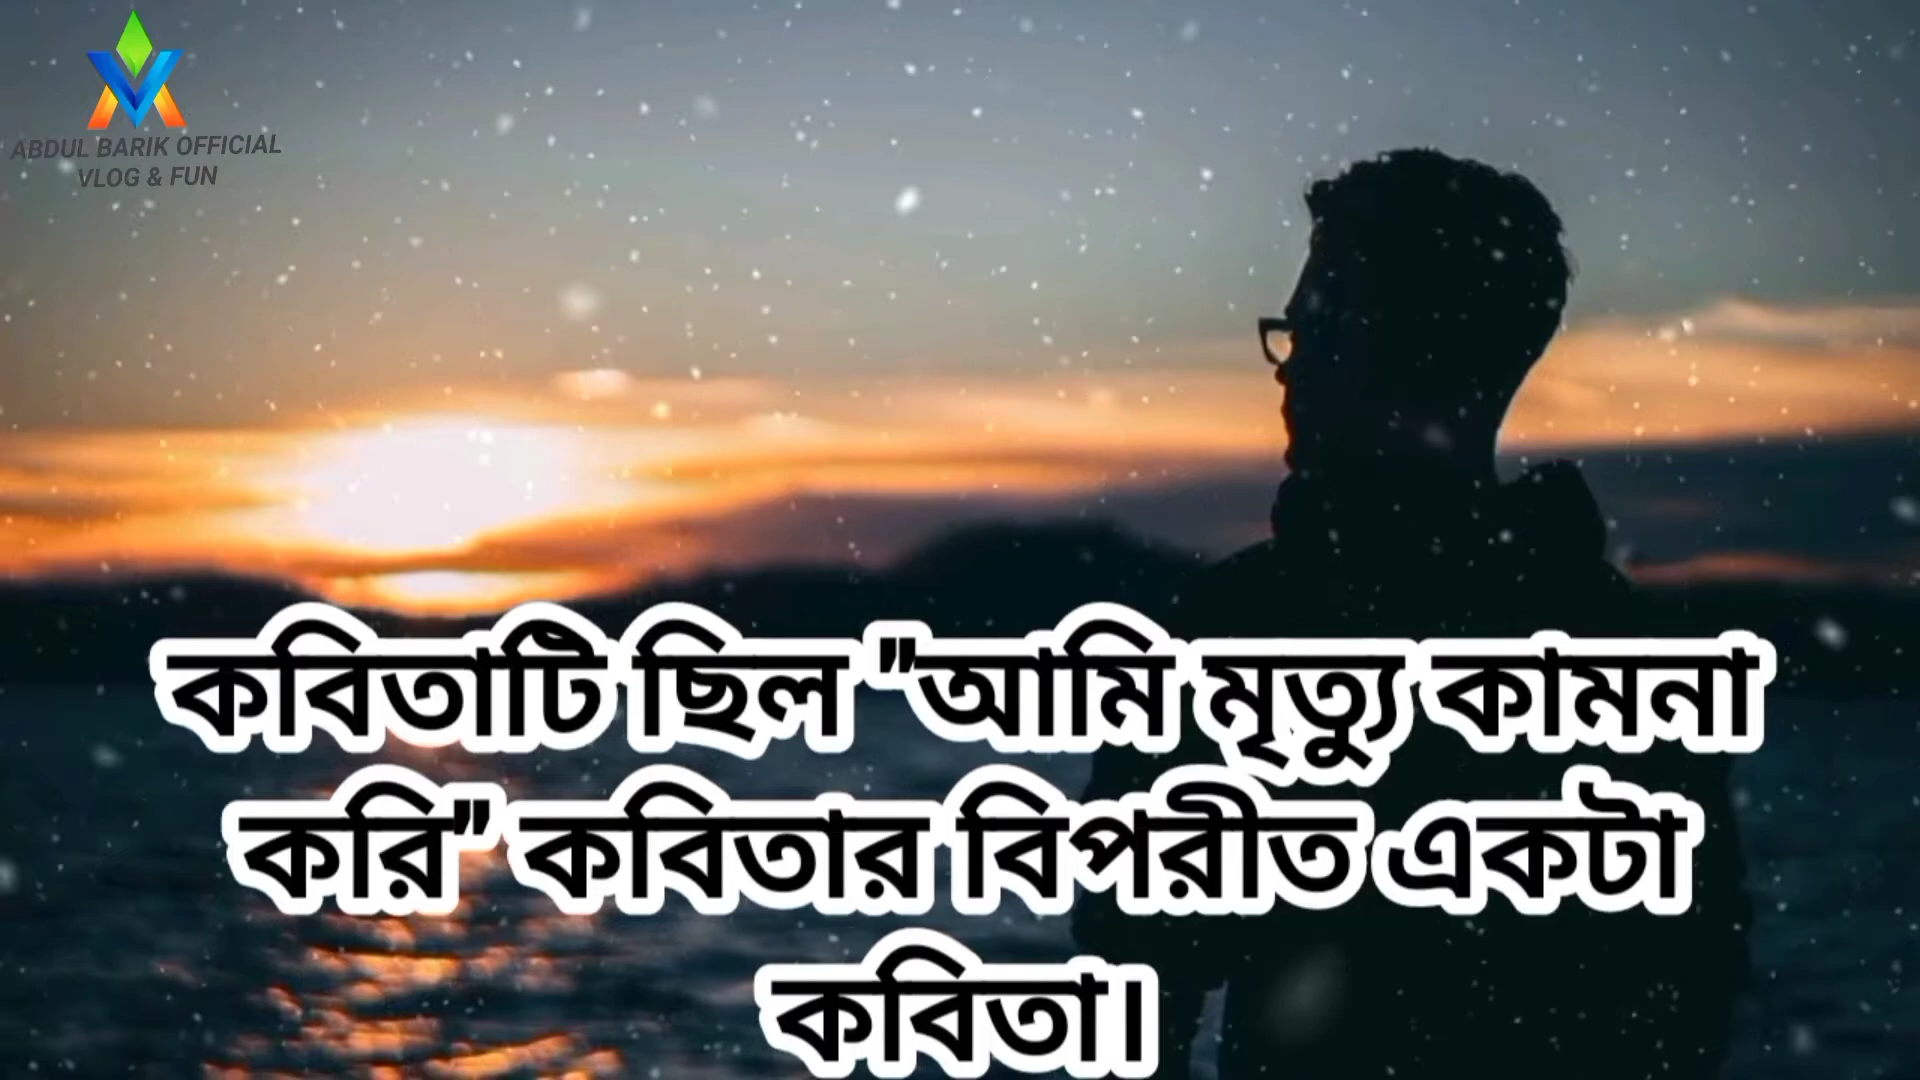 ABDUL BARIK OFFICIAL
VLOG & FUN
কবিতাটি ছিল "আমি মৃত্যু কামনা
করি" কবিতার বিপরীত একটা
কবিতা।